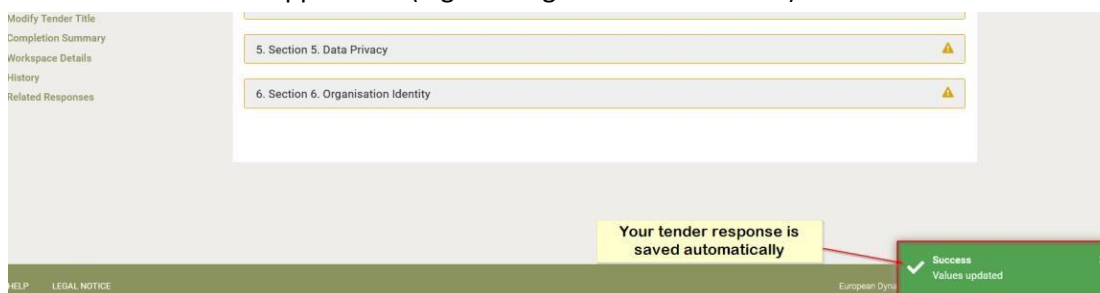 Modify Tender Title
Completion Summary
Workspace Details
History
Related Responses
5. Section 5. Data Privacy
6. Section 6. Organisation Identity
Your tender response is
saved automatically
Success
Values updated
HELP LEGAL NOTICE
European